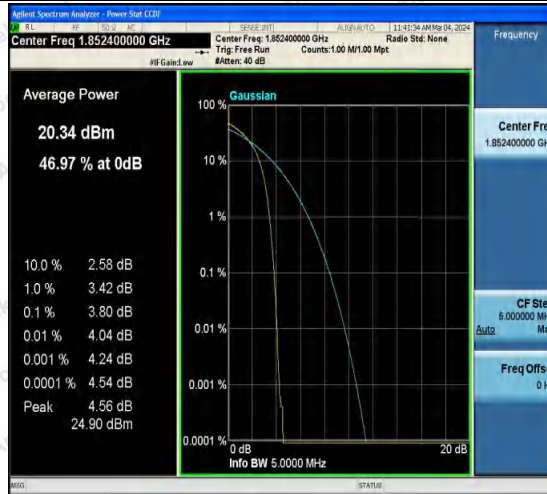 Agilent Spectrum Analyzer - Power Stat CCDF
RL RF 50 Ω AC SENSE:INT ALIGN AUTO 11:41:34 AM Mar 04, 2024
Center Freq 1.852400000 GHz
Center Freq: 1.852400000 GHz Radio Std: None
Trig: Free Run Counts:1.00 M/1.00 Mpt
#IFGain:Low #Atten: 40 dB
Frequency
Average Power
20.34 dBm
46.97 % at 0dB
10.0 % 2.58 dB
1.0 % 3.42 dB
0.1 % 3.80 dB
0.01 % 4.04 dB
0.001 % 4.24 dB
0.0001 % 4.54 dB
Peak 4.56 dB
24.90 dBm
Gaussian
100 %
10 %
1 %
0.1 %
0.01 %
0.001 %
0.0001 %
0 dB 20 dB
Info BW 5.0000 MHz
Center Fre
1.852400000 GH
CF Ste
5.000000 MH
Auto Ma
Freq Offs
0 H
MSG STATUS